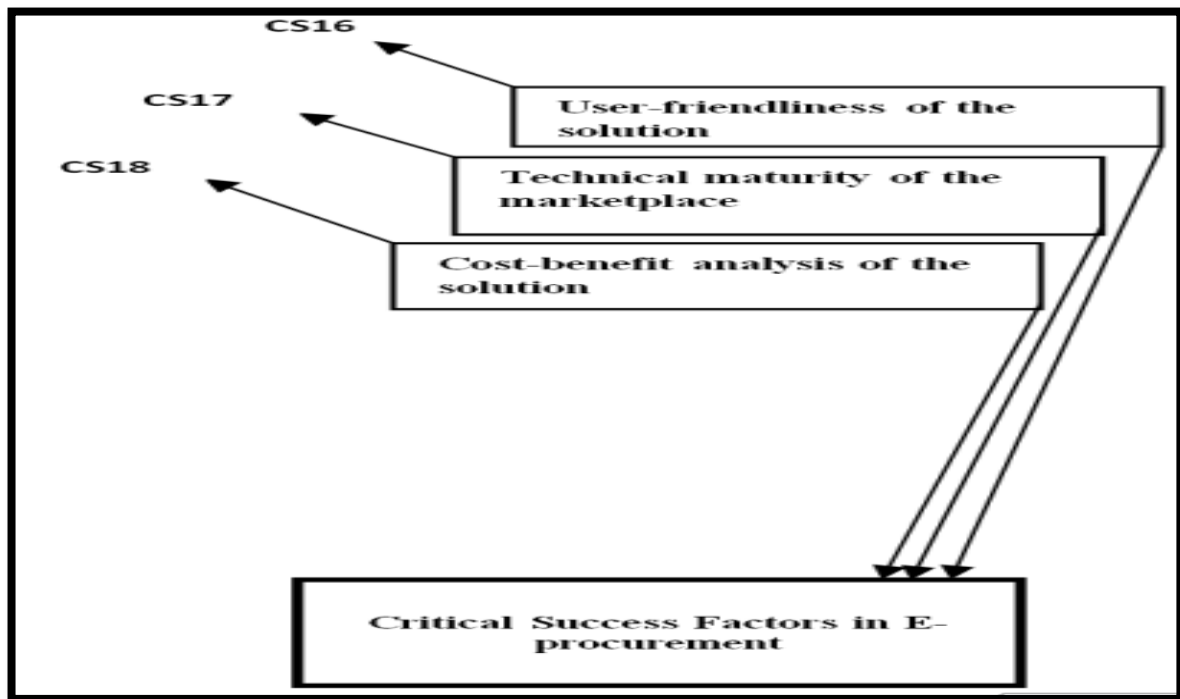 CS16
User-friendliness of the
solution
CS17
Technical maturity of the
marketplace
CS18
Cost-benefit analysis of the
solution
Critical Success Factors in E-
procurement